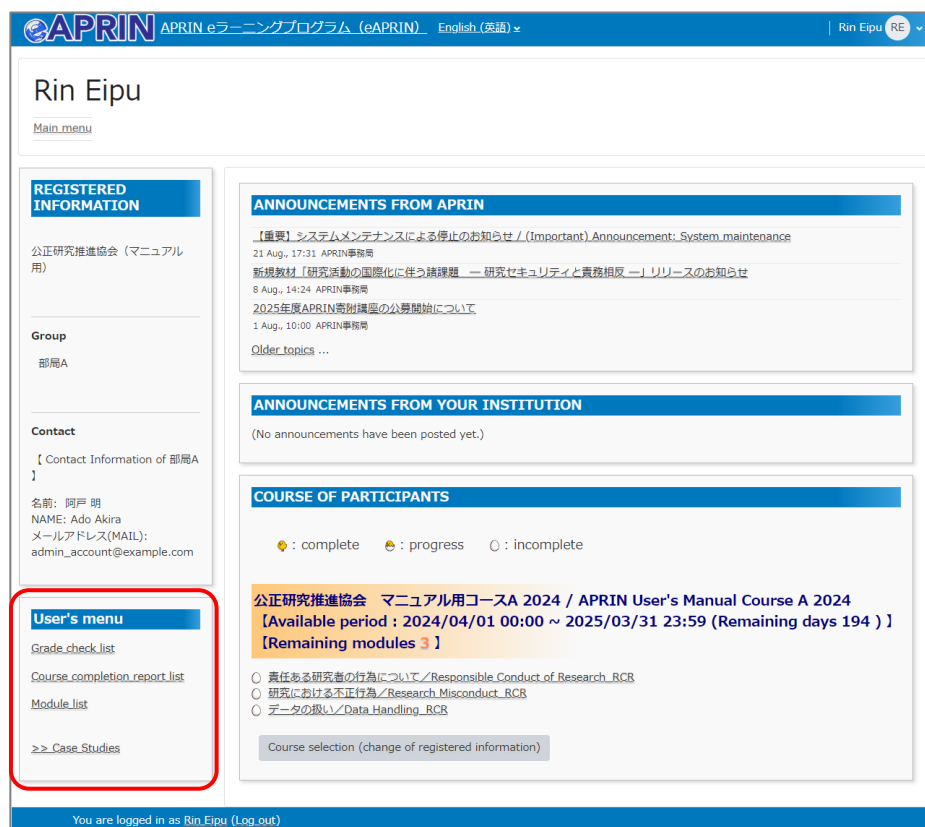 eAPRIN APRIN eラーニングプログラム（eAPRIN） English (英語) Rin Eipu RE
Rin Eipu
Main menu
REGISTERED
INFORMATION
公正研究推進協会（マニュアル
用）
Group
部局A
Contact
【 Contact Information of 部局A
】
名前: 阿戸 明
NAME: Ado Akira
メールアドレス(MAIL):
admin_account@example.com
User's menu
Grade check list
Course completion report list
Module list
>> Case Studies
ANNOUNCEMENTS FROM APRIN
【重要】システムメンテナンスによる停止のお知らせ / (Important) Announcement: System maintenance
21 Aug., 17:31 APRIN事務局
新規教材「研究活動の国際化に伴う諸課題 ― 研究セキュリティと責務相反 ―」リリースのお知らせ
8 Aug., 14:24 APRIN事務局
2025年度APRIN寄附講座の公募開始について
1 Aug., 10:00 APRIN事務局
Older topics ...
ANNOUNCEMENTS FROM YOUR INSTITUTION
(No announcements have been posted yet.)
COURSE OF PARTICIPANTS
: complete : progress : incomplete
公正研究推進協会　マニュアル用コースA 2024 / APRIN User's Manual Course A 2024
【Available period : 2024/04/01 00:00 ~ 2025/03/31 23:59 (Remaining days 194 ) 】
【Remaining modules 3 】
責任ある研究者の行為について／Responsible Conduct of Research_RCR
研究における不正行為／Research Misconduct_RCR
データの扱い／Data Handling_RCR
Course selection (change of registered information)
You are logged in as Rin Eipu (Log out)